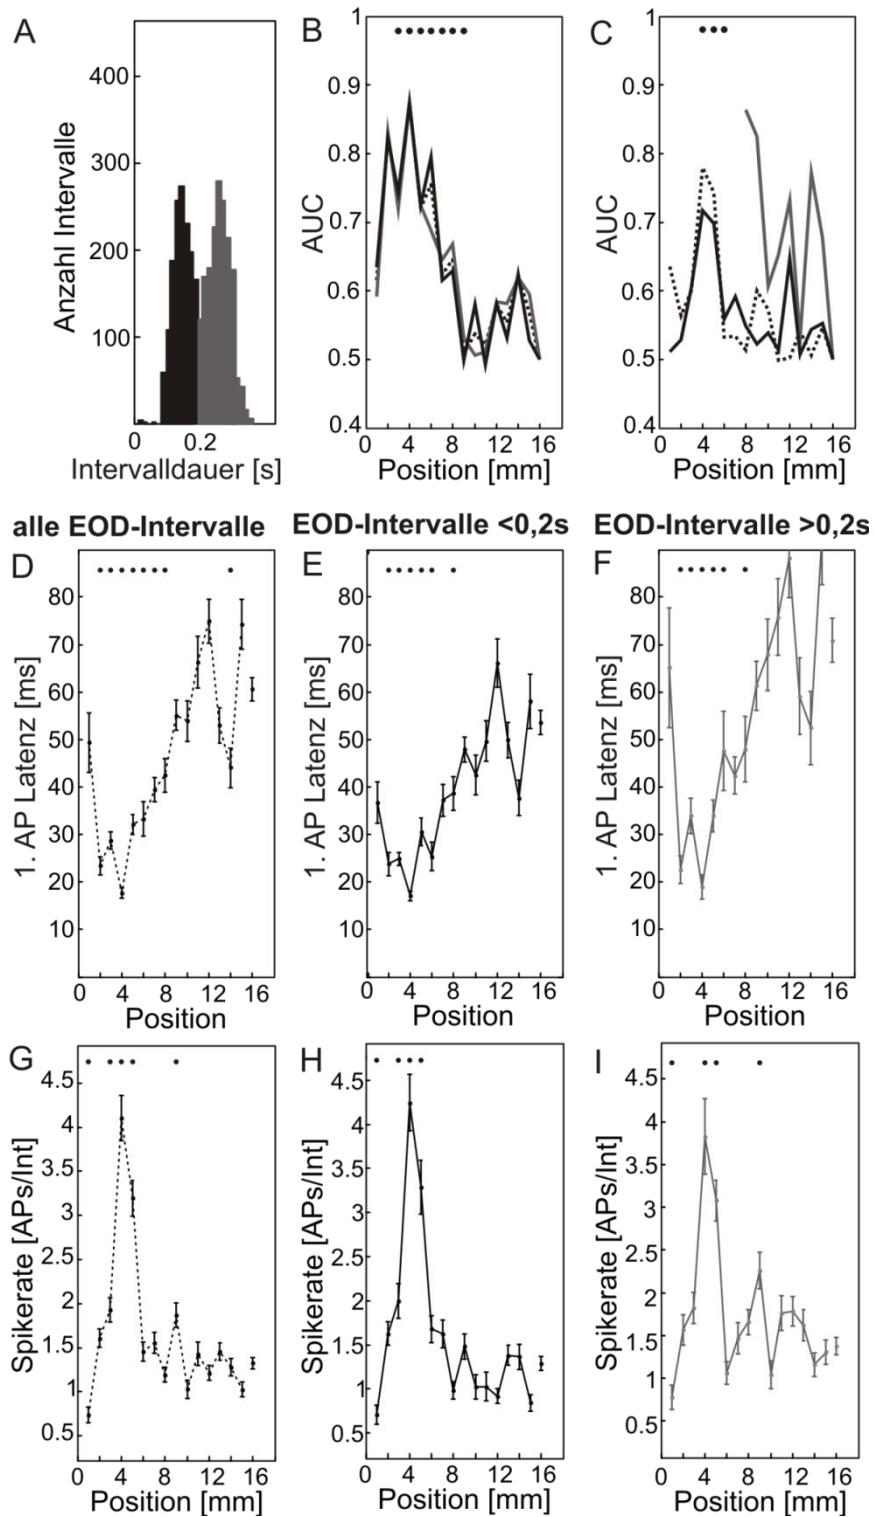 A
Anzahl Intervalle
400
300
200
100
0 0.2
Intervalldauer [s]
B
AUC
1
0.9
0.8
0.7
0.6
0.5
0.4
0 4 8 12 16
Position [mm]
C
AUC
1
0.9
0.8
0.7
0.6
0.5
0.4
0 4 8 12 16
Position [mm]
alle EOD-Intervalle
EOD-Intervalle <0,2s
EOD-Intervalle >0,2s
D
1. AP Latenz [ms]
80
70
60
50
40
30
20
10
0 4 8 12 16
Position
E
1. AP Latenz [ms]
80
70
60
50
40
30
20
10
0 4 8 12 16
Position
F
1. AP Latenz [ms]
80
70
60
50
40
30
20
10
0 4 8 12 16
Position
G
Spikerate [APs/Int]
4.5
4
3.5
3
2.5
2
1.5
1
0.5
0 4 8 12 16
Position [mm]
H
Spikerate [APs/Int]
4.5
4
3.5
3
2.5
2
1.5
1
0.5
0 4 8 12 16
Position [mm]
I
Spikerate [APs/Int]
4.5
4
3.5
3
2.5
2
1.5
1
0.5
0 4 8 12 16
Position [mm]